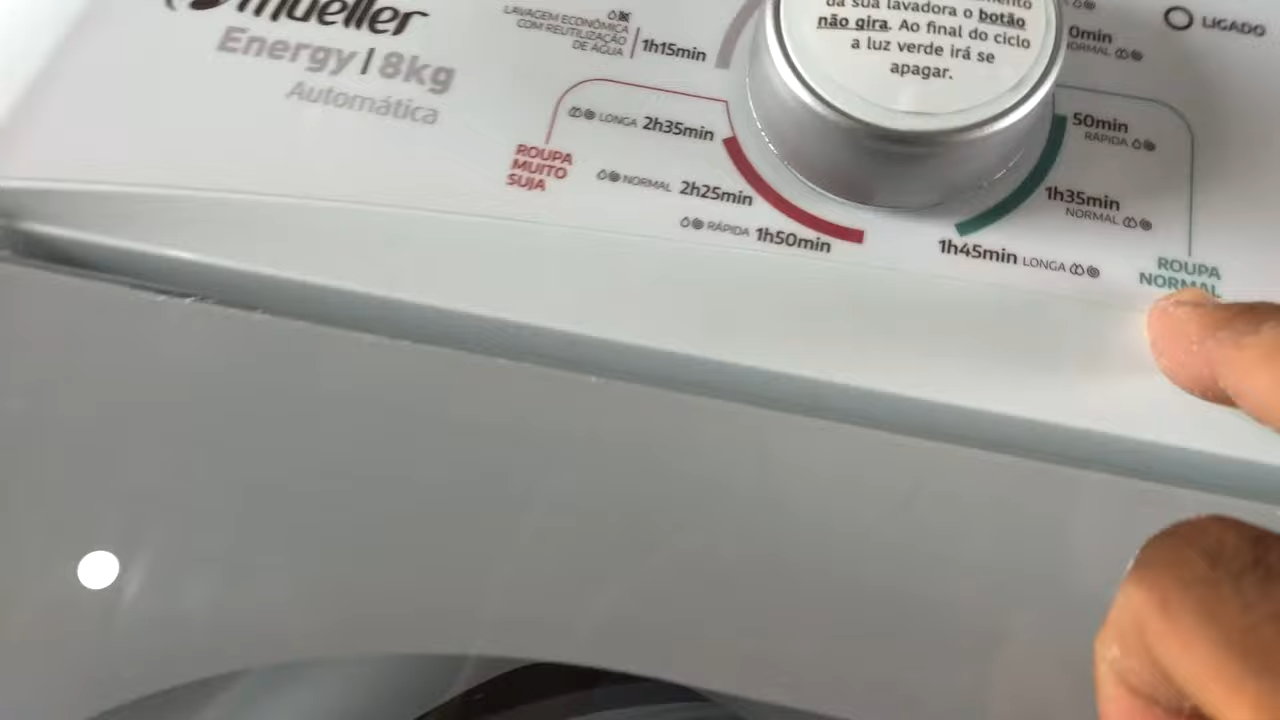 mueller
Energy | 8kg
Automática
LAVAGEM ECONÔMICA
COM REUTILIZAÇÃO
DE ÁGUA
1h15min
da sua lavadora o botão
não gira. Ao final do ciclo
a luz verde irá se
apagar.
LIGADO
0min
NORMAL
LONGA 2h35min
ROUPA
MUITO
SUJA
NORMAL 2h25min
RÁPIDA 1h50min
50min
RÁPIDA
1h35min
NORMAL
1h45min LONGA
ROUPA
NORMAL